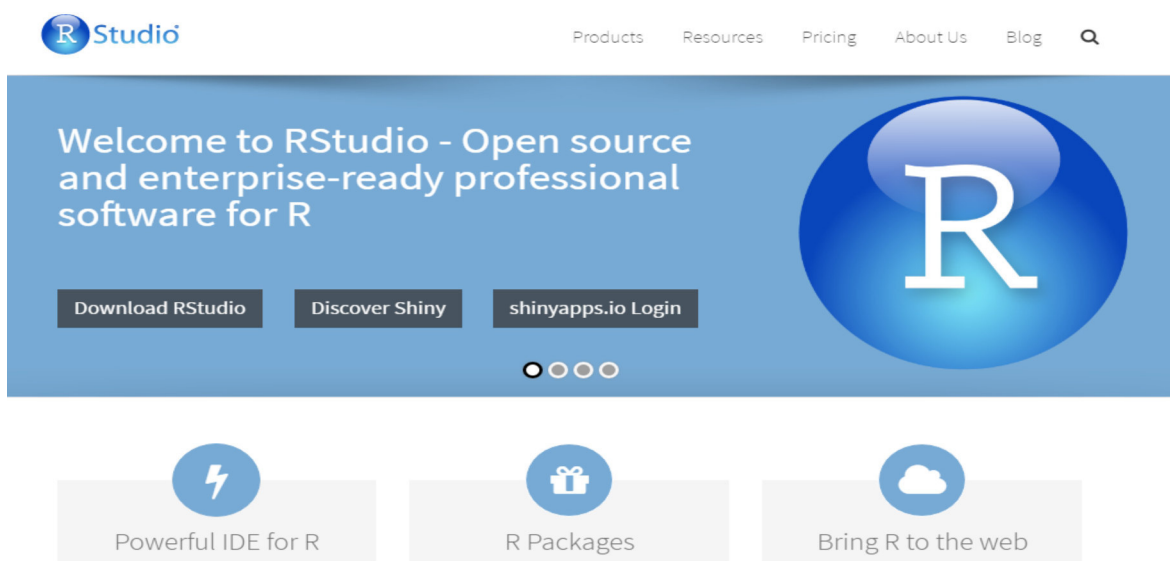 R Studio
Products Resources Pricing About Us Blog
Welcome to RStudio - Open source
and enterprise-ready professional
software for R
R
Download RStudio Discover Shiny shinyapps.io Login
Powerful IDE for R R Packages Bring R to the web